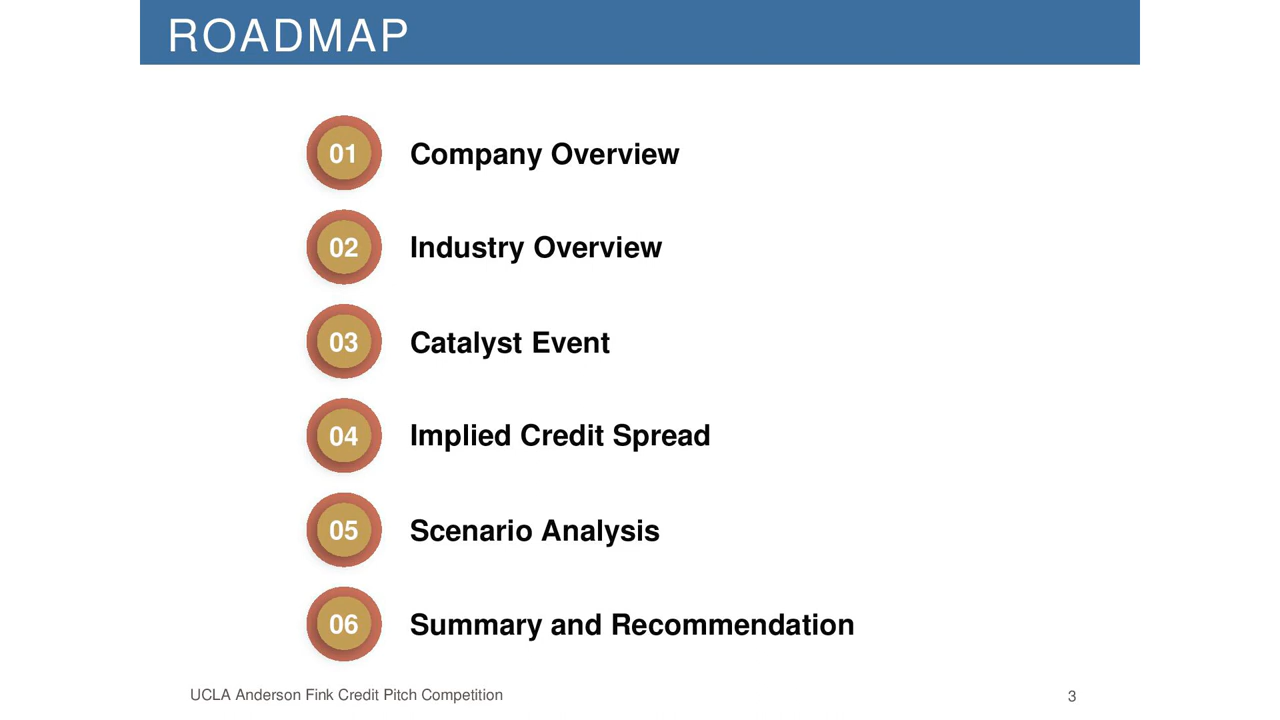 ROADMAP
01 Company Overview
02 Industry Overview
03 Catalyst Event
04 Implied Credit Spread
05 Scenario Analysis
06 Summary and Recommendation
UCLA Anderson Fink Credit Pitch Competition 3